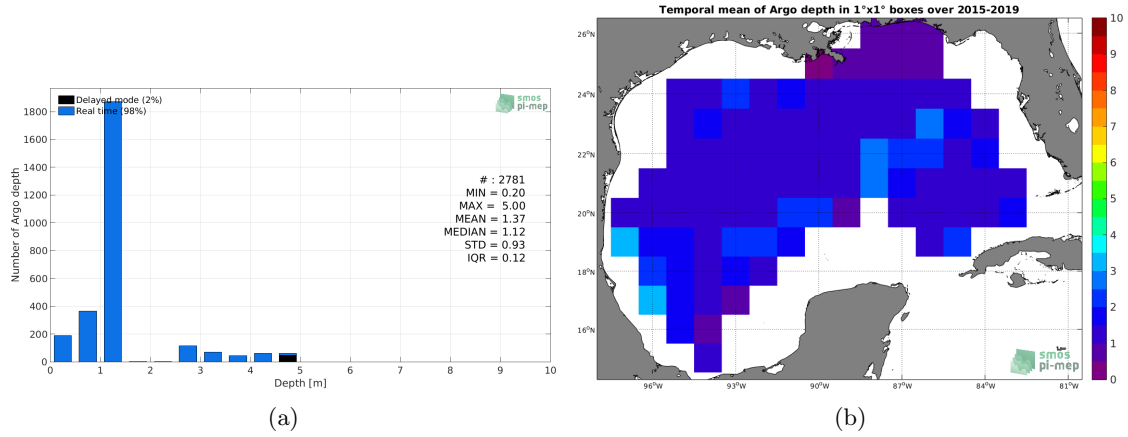 Delayed mode (2%)
Real time (98%)
smos
pi-mep
# : 2781
MIN = 0.20
MAX = 5.00
MEAN = 1.37
MEDIAN = 1.12
STD = 0.93
IQR = 0.12
Number of Argo depth
1800
1600
1400
1200
1000
800
600
400
200
0
0 1 2 3 4 5 6 7 8 9 10
Depth [m]
(a)
Temporal mean of Argo depth in 1°x1° boxes over 2015-2019
26°N
24°N
22°N
20°N
18°N
16°N
96°W 93°W 90°W 87°W 84°W 81°W
smos
pi-mep
10
9
8
7
6
5
4
3
2
1
0
(b)